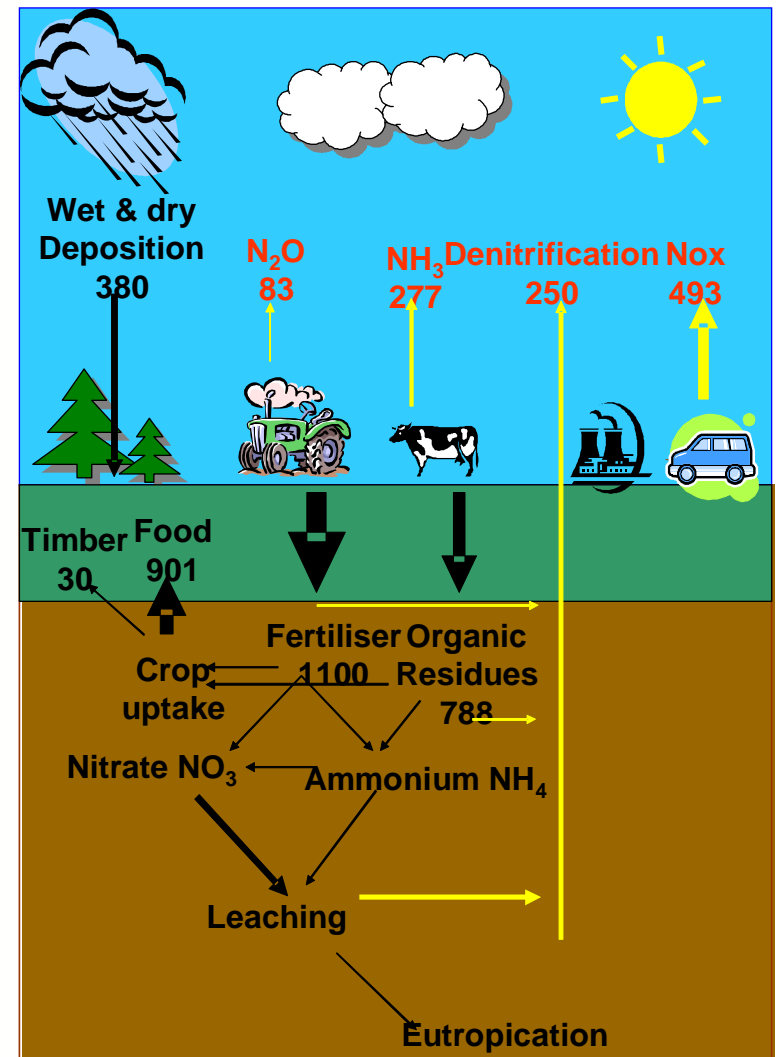 Wet & dry
Deposition
380
N₂O
83
NH₃
277
Denitrification
250
Nox
493
Timber
30
Food
901
Fertiliser
1100
Organic
Residues
788
Crop
uptake
Nitrate NO₃
Ammonium NH₄
Leaching
Eutropication